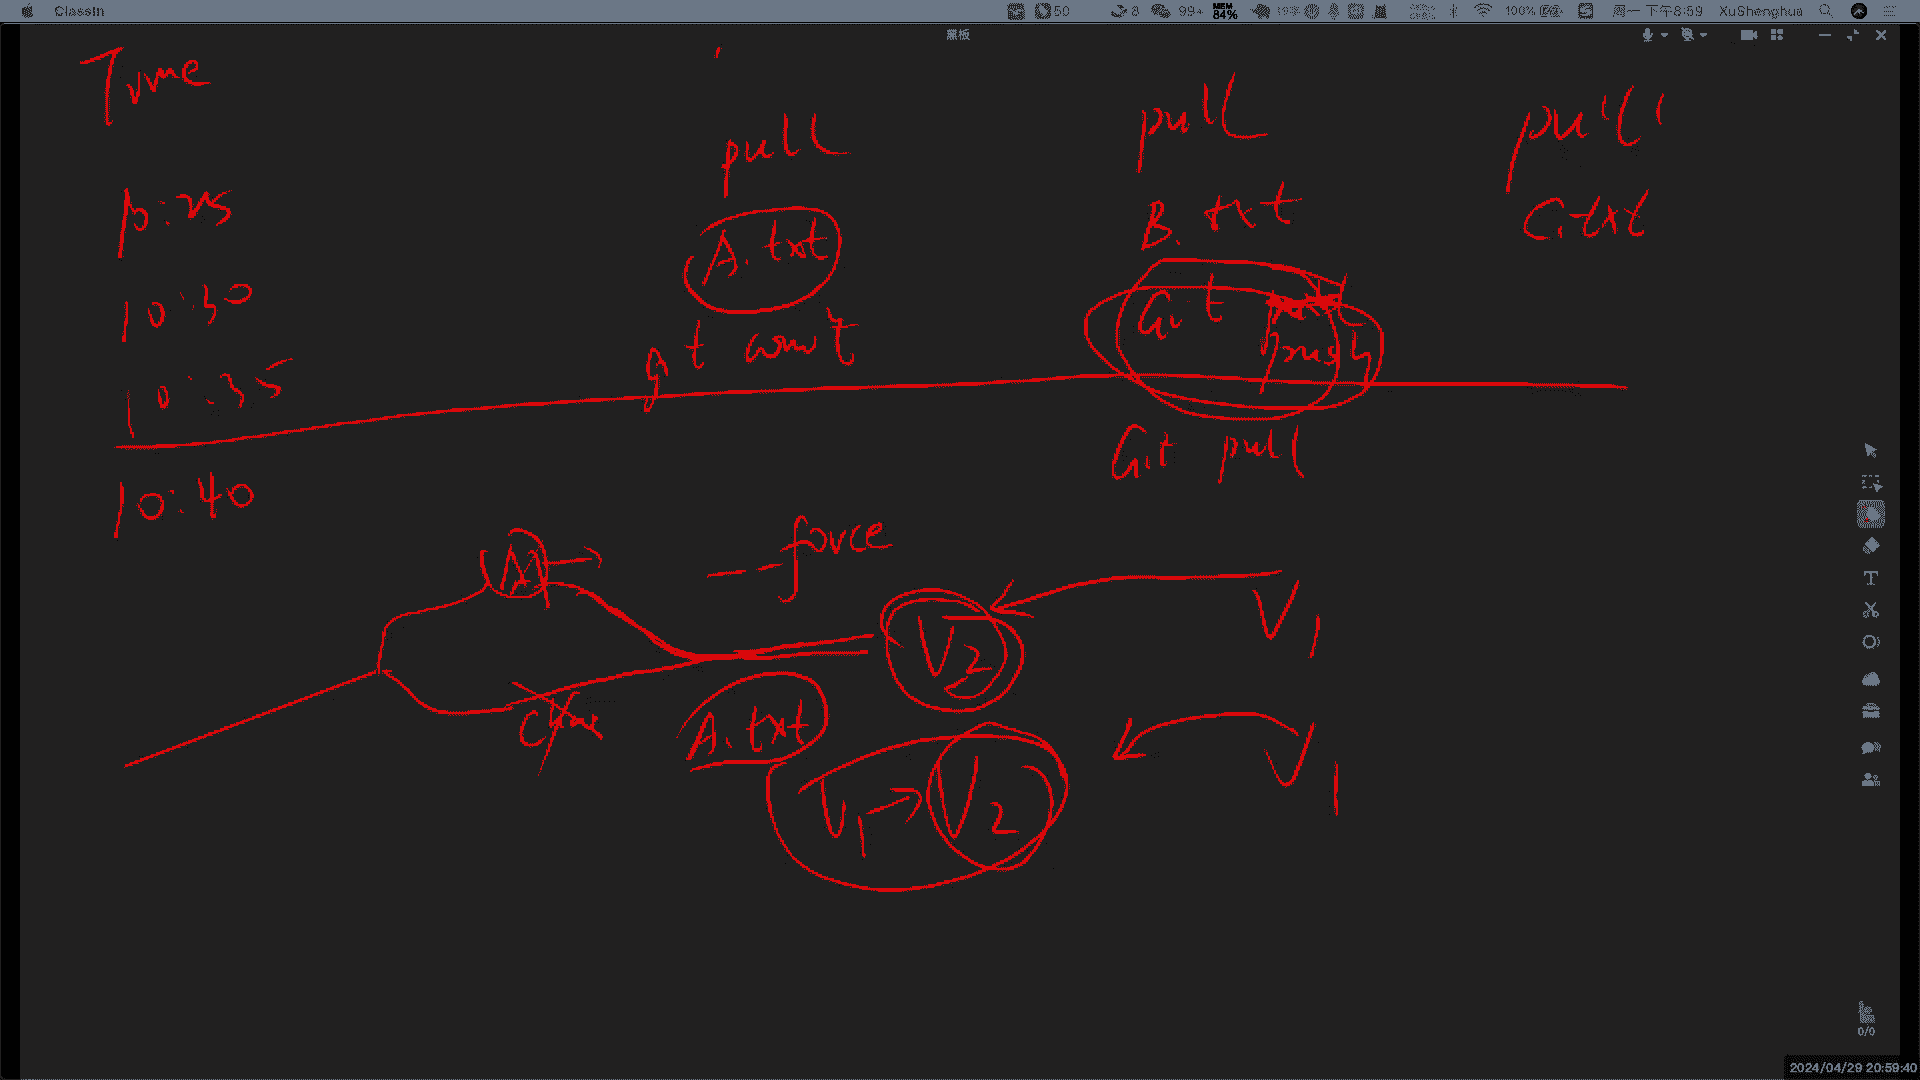 ClassIn 50 8 99+ MEM 84% 19% 100% 周一 下午8:59 XuShenghua
黑板
Time
pull pull pull
10:25
A.txt B.txt C.txt
10:30
Git push
10:35
10:40
Git pull
--force
A
V2 V1
A.txt
V1 → V2 V1
T
0/0
2024/04/29 20:59:40